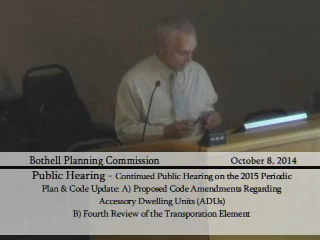 Bothell Planning Commission October 8, 2014
Public Hearing - Continued Public Hearing on the 2015 Periodic
Plan & Code Update: A) Proposed Code Amendments Regarding
Accessory Dwelling Units (ADUs)
B) Fourth Review of the Transporation Element